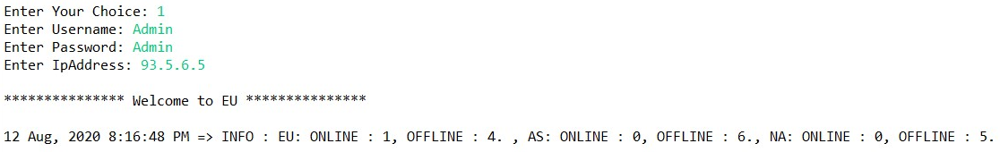 Enter Your Choice: 1
Enter Username: Admin
Enter Password: Admin
Enter IpAddress: 93.5.6.5
*************** Welcome to EU ***************
12 Aug, 2020 8:16:48 PM => INFO : EU: ONLINE : 1, OFFLINE : 4. , AS: ONLINE : 0, OFFLINE : 6., NA: ONLINE : 0, OFFLINE : 5.